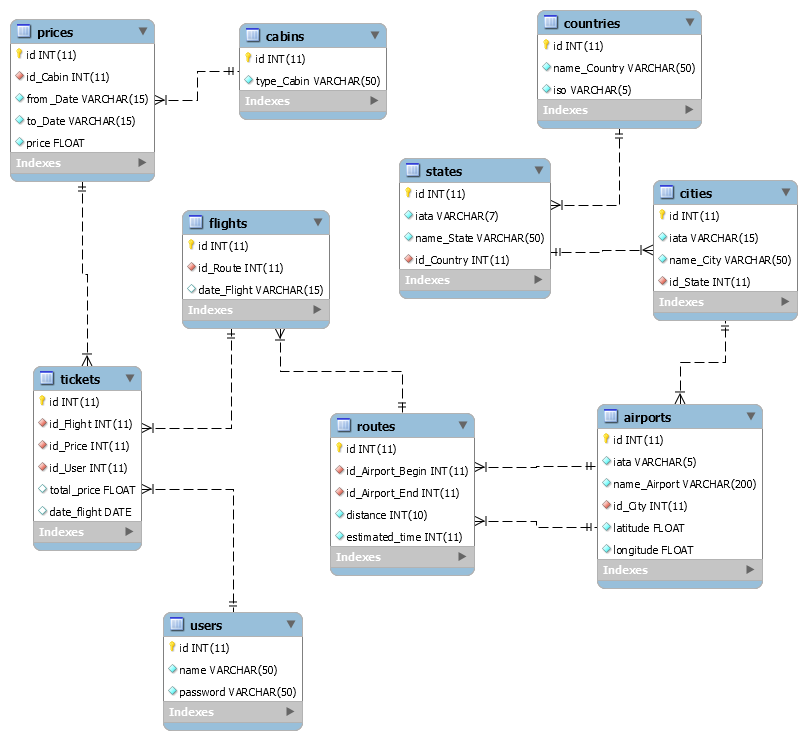 prices
id INT(11)
id_Cabin INT(11)
from_Date VARCHAR(15)
to_Date VARCHAR(15)
price FLOAT
Indexes
cabins
id INT(11)
type_Cabin VARCHAR(50)
Indexes
countries
id INT(11)
name_Country VARCHAR(50)
iso VARCHAR(5)
Indexes
states
id INT(11)
iata VARCHAR(7)
name_State VARCHAR(50)
id_Country INT(11)
Indexes
cities
id INT(11)
iata VARCHAR(15)
name_City VARCHAR(50)
id_State INT(11)
Indexes
flights
id INT(11)
id_Route INT(11)
date_Flight VARCHAR(15)
Indexes
tickets
id INT(11)
id_Flight INT(11)
id_Price INT(11)
id_User INT(11)
total_price FLOAT
date_flight DATE
Indexes
routes
id INT(11)
id_Airport_Begin INT(11)
id_Airport_End INT(11)
distance INT(10)
estimated_time INT(11)
Indexes
airports
id INT(11)
iata VARCHAR(5)
name_Airport VARCHAR(200)
id_City INT(11)
latitude FLOAT
longitude FLOAT
Indexes
users
id INT(11)
name VARCHAR(50)
password VARCHAR(50)
Indexes